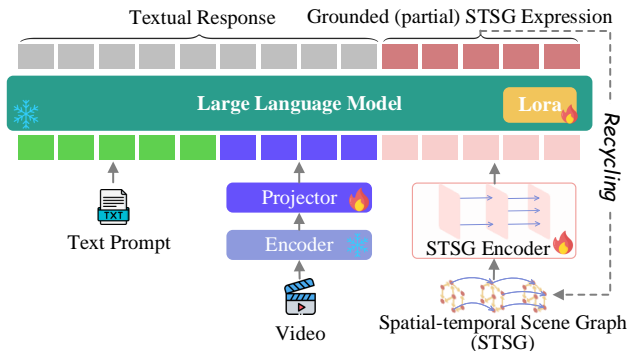 Textual Response
Grounded (partial) STSG Expression
Large Language Model
Lora
Recycling
TXT
Text Prompt
Projector
Encoder
Video
STSG Encoder
Spatial-temporal Scene Graph
(STSG)